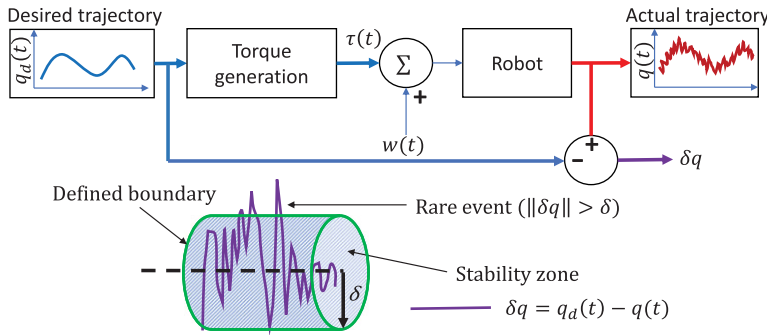 Desired trajectory
q_d(t)
Torque generation
τ(t)
Σ
+
w(t)
Robot
Actual trajectory
q(t)
+
-
δq
Defined boundary
Rare event (‖δq‖ > δ)
Stability zone
δ
δq = q_d(t) − q(t)